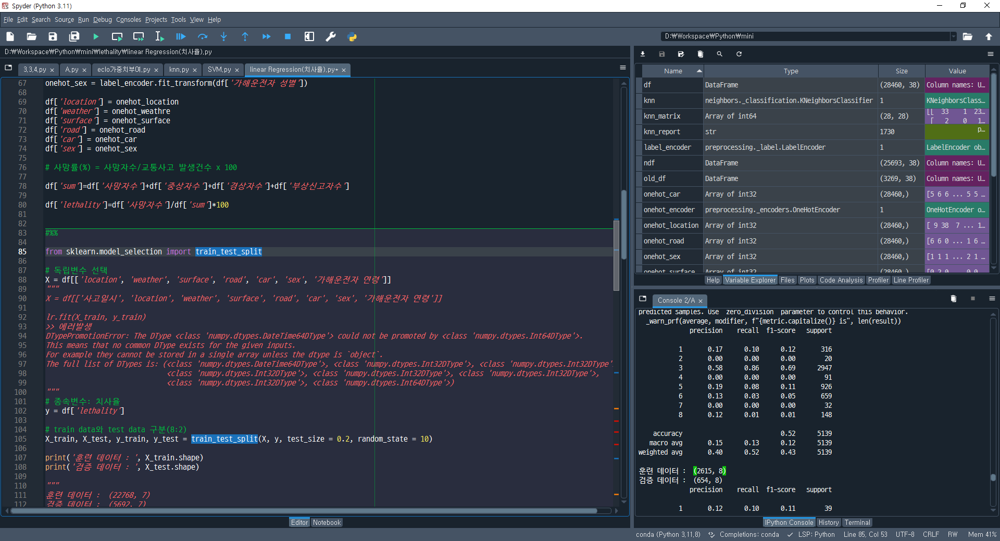 Spyder (Python 3.11)
File Edit Search Source Run Debug Consoles Projects Tools View Help
D:₩Workspace₩Python₩mini
D:₩Workspace₩Python₩mini₩lethality₩linear Regression(치사율).py
3.3.4.py × A.py × eclo가중치부여.py × knn.py × SVM.py × linear Regression(치사율).py* ×
67 onehot_sex = label_encoder.fit_transform(df['가해운전자 성별'])
68
69 df['location'] = onehot_location
70 df['weather'] = onehot_weathre
71 df['surface'] = onehot_surface
72 df['road'] = onehot_road
73 df['car'] = onehot_car
74 df['sex'] = onehot_sex
75
76 # 사망률(%) = 사망자수/교통사고 발생건수 x 100
77
78 df['sum']=df['사망자수']+df['중상자수']+df['경상자수']+df['부상신고자수']
79
80 df['lethality']=df['사망자수']/df['sum']*100
81
82
83 #%%
84
85 from sklearn.model_selection import train_test_split
86
87 # 독립변수 선택
88 X = df[['location', 'weather', 'surface', 'road', 'car', 'sex', '가해운전자 연령']]
89 """
90 X = df[['사고일시', 'location', 'weather', 'surface', 'road', 'car', 'sex', '가해운전자 연령']]
91
92 lr.fit(X_train, y_train)
93 >> 에러발생
94 DTypePromotionError: The DType <class 'numpy.dtypes.DateTime64DType'> could not be promoted by <class 'numpy.dtypes.Int64DType'>.
95 This means that no common DType exists for the given inputs.
96 For example they cannot be stored in a single array unless the dtype is `object`.
97 The full list of DTypes is: (<class 'numpy.dtypes.DateTime64DType'>, <class 'numpy.dtypes.Int32DType'>, <class 'numpy.dtypes.Int32DType'
98 <class 'numpy.dtypes.Int32DType'>, <class 'numpy.dtypes.Int32DType'>, <class 'numpy.dtypes.Int32DType'>,
99 <class 'numpy.dtypes.Int32DType'>, <class 'numpy.dtypes.Int64DType'>)
100 """
101 # 종속변수: 치사율
102 y = df['lethality']
103
104 # train data와 test data 구분(8:2)
105 X_train, X_test, y_train, y_test = train_test_split(X, y, test_size = 0.2, random_state = 10)
106
107 print('훈련 데이터 : ', X_train.shape)
108 print('검증 데이터 : ', X_test.shape)
109
110 """
111 훈련 데이터 : (22768, 7)
112 검증 데이터 : (5692, 7)
Editor Notebook
Name Type Size Value
df DataFrame (28460, 38) Column names: U…
knn neighbors._classification.KNeighborsClassifier 1 KNeighborsClass…
knn_matrix Array of int64 (28, 28) [[ 33 1 23…
[ 2 0 1…
knn_report str 1730 p…
label_encoder preprocessing._label.LabelEncoder 1 LabelEncoder ob…
ndf DataFrame (25693, 38) Column names: U…
old_df DataFrame (3269, 38) Column names: U…
onehot_car Array of int32 (28460,) [5 6 6 ... 5 5 …
onehot_encoder preprocessing._encoders.OneHotEncoder 1 OneHotEncoder o…
onehot_location Array of int32 (28460,) [ 9 38 7 ... 1…
onehot_road Array of int32 (28460,) [6 6 0 ... 1 6 …
onehot_sex Array of int32 (28460,) [1 1 1 ... 2 1 …
onehot_surface Array of int32 (28460,) [0 2 0 ... 0 0 …
Help Variable Explorer Files Plots Code Analysis Profiler Line Profiler
Console 2/A ×
predicted samples. Use `zero_division` parameter to control this behavior.
_warn_prf(average, modifier, f"{metric.capitalize()} is", len(result))
precision recall f1-score support
1 0.17 0.10 0.12 316
2 0.00 0.00 0.00 20
3 0.58 0.86 0.69 2947
4 0.00 0.00 0.00 91
5 0.19 0.08 0.11 926
6 0.13 0.03 0.05 659
7 0.00 0.00 0.00 32
8 0.12 0.01 0.01 148
accuracy 0.52 5139
macro avg 0.15 0.13 0.12 5139
weighted avg 0.40 0.52 0.43 5139
훈련 데이터 : (2615, 8)
검증 데이터 : (654, 8)
precision recall f1-score support
1 0.12 0.10 0.11 39
IPython Console History Terminal
conda (Python 3.11.8) Completions: conda ✓ LSP: Python Line 85, Col 53 UTF-8 CRLF RW Mem 41%